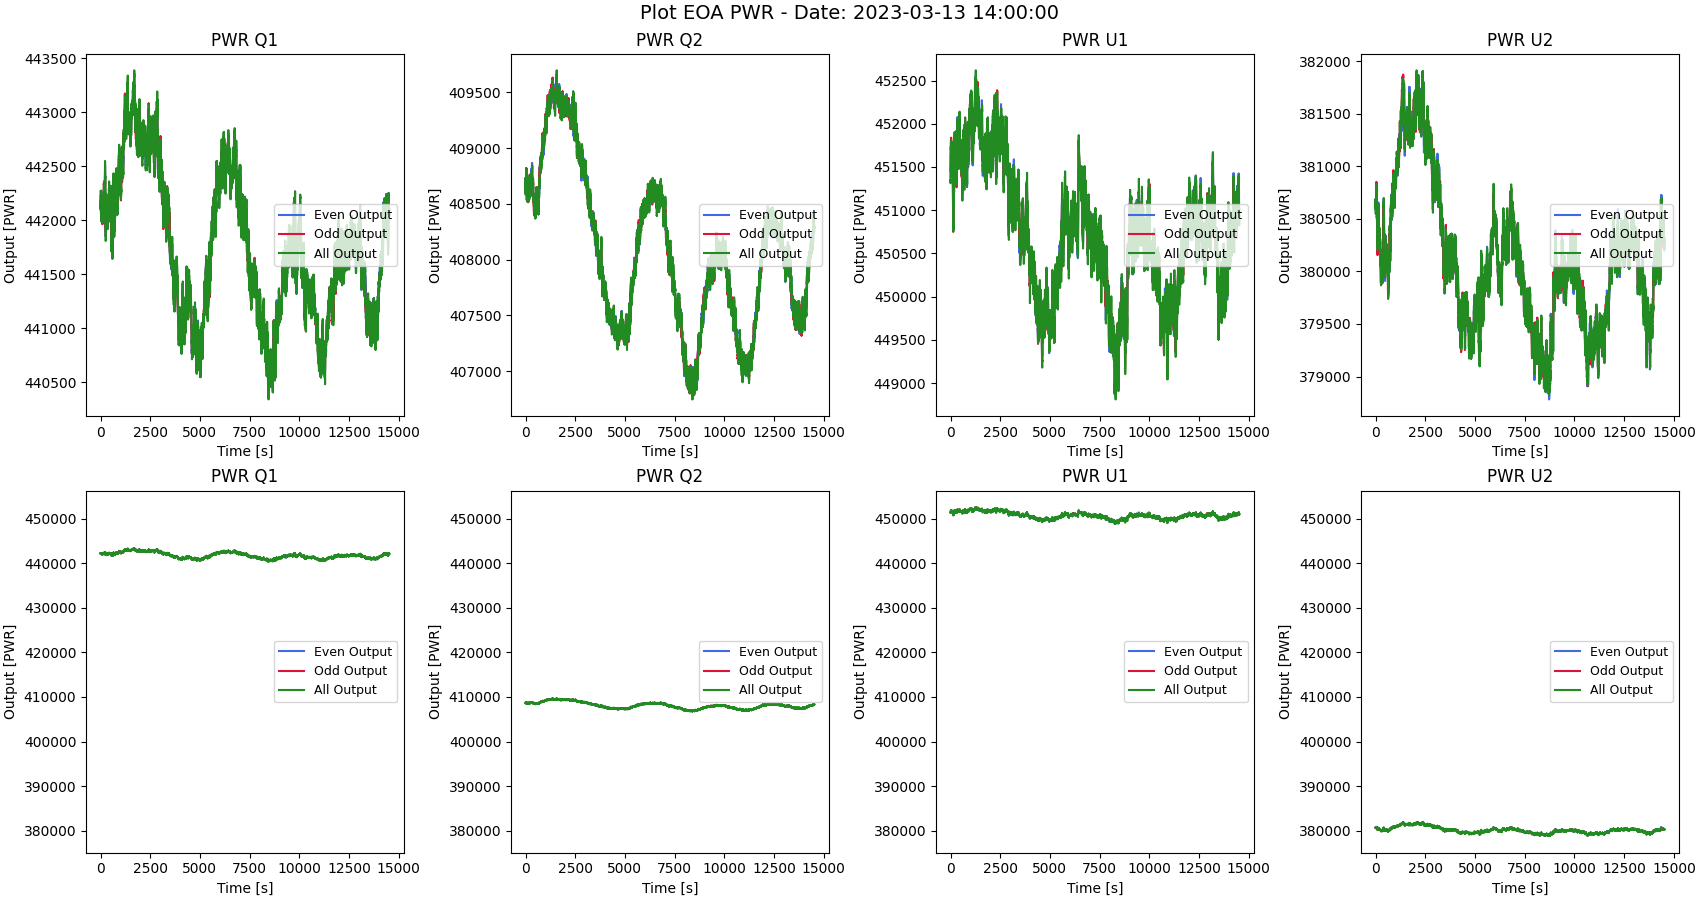 Plot EOA PWR - Date: 2023-03-13 14:00:00
PWR Q1
443500
443000
442500
442000
441500
441000
440500
Output [PWR]
Even Output
Odd Output
All Output
0 2500 5000 7500 10000 12500 15000
Time [s]
PWR Q2
409500
409000
408500
408000
407500
407000
Output [PWR]
Even Output
Odd Output
All Output
0 2500 5000 7500 10000 12500 15000
Time [s]
PWR U1
452500
452000
451500
451000
450500
450000
449500
449000
Output [PWR]
Even Output
Odd Output
All Output
0 2500 5000 7500 10000 12500 15000
Time [s]
PWR U2
382000
381500
381000
380500
380000
379500
379000
Output [PWR]
Even Output
Odd Output
All Output
0 2500 5000 7500 10000 12500 15000
Time [s]
PWR Q1
450000
440000
430000
420000
410000
400000
390000
380000
Output [PWR]
Even Output
Odd Output
All Output
0 2500 5000 7500 10000 12500 15000
Time [s]
PWR Q2
450000
440000
430000
420000
410000
400000
390000
380000
Output [PWR]
Even Output
Odd Output
All Output
0 2500 5000 7500 10000 12500 15000
Time [s]
PWR U1
450000
440000
430000
420000
410000
400000
390000
380000
Output [PWR]
Even Output
Odd Output
All Output
0 2500 5000 7500 10000 12500 15000
Time [s]
PWR U2
450000
440000
430000
420000
410000
400000
390000
380000
Output [PWR]
Even Output
Odd Output
All Output
0 2500 5000 7500 10000 12500 15000
Time [s]